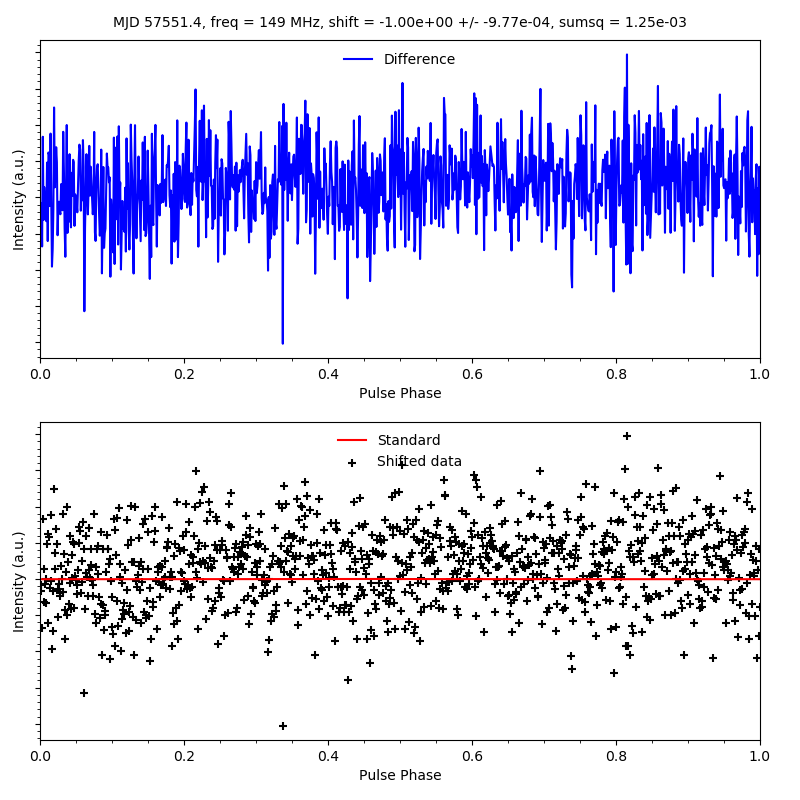 MJD 57551.4, freq = 149 MHz, shift = -1.00e+00 +/- -9.77e-04, sumsq = 1.25e-03
Difference
Intensity (a.u.)
0.0 0.2 0.4 0.6 0.8 1.0
Pulse Phase
Standard
Shifted data
Intensity (a.u.)
0.0 0.2 0.4 0.6 0.8 1.0
Pulse Phase